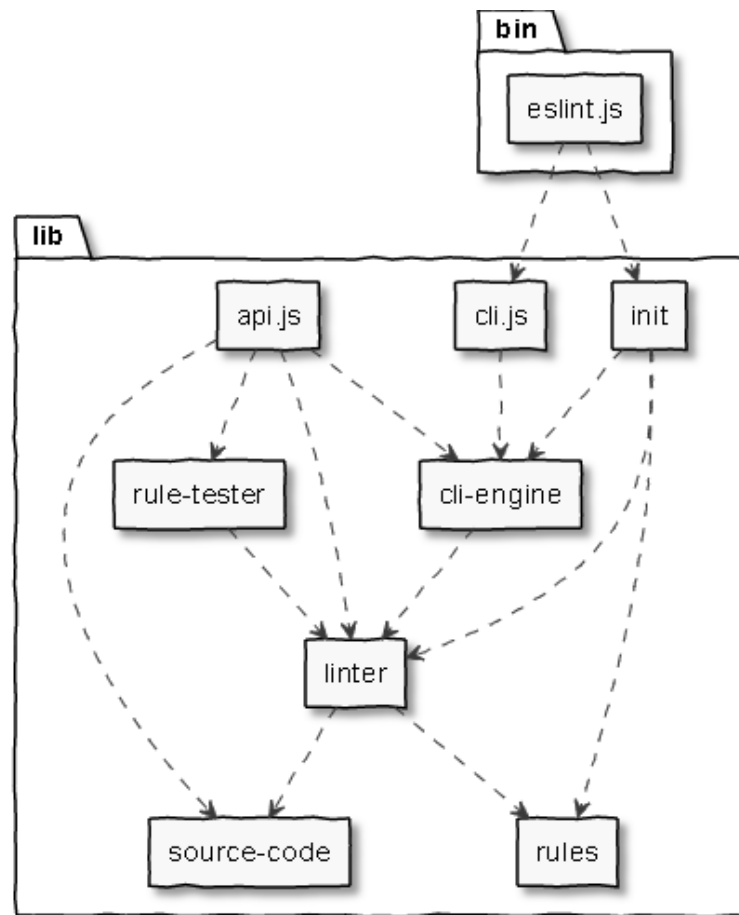 bin
eslint.js
lib
api.js
cli.js
init
rule-tester
cli-engine
linter
source-code
rules